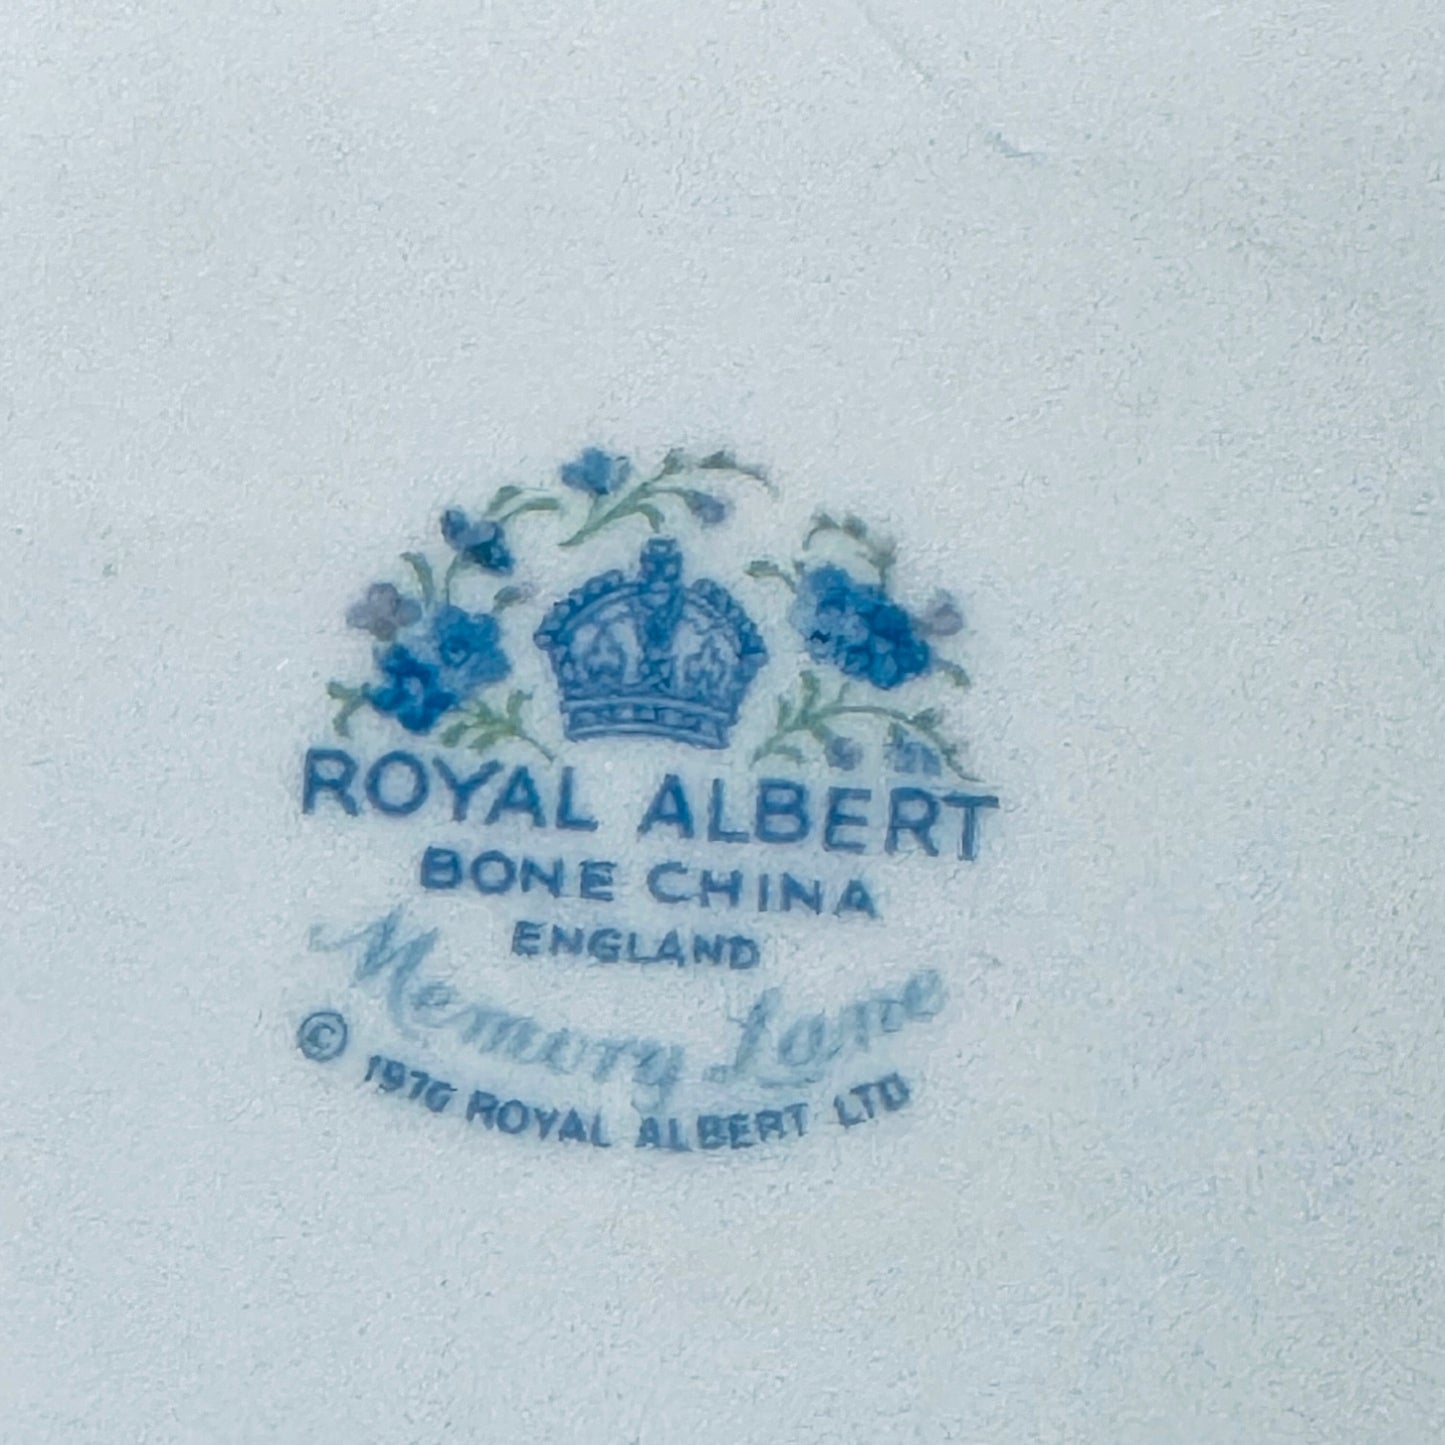 ROYAL ALBERT
BONE CHINA
ENGLAND
Memory Lane
© 1976 ROYAL ALBERT LTD